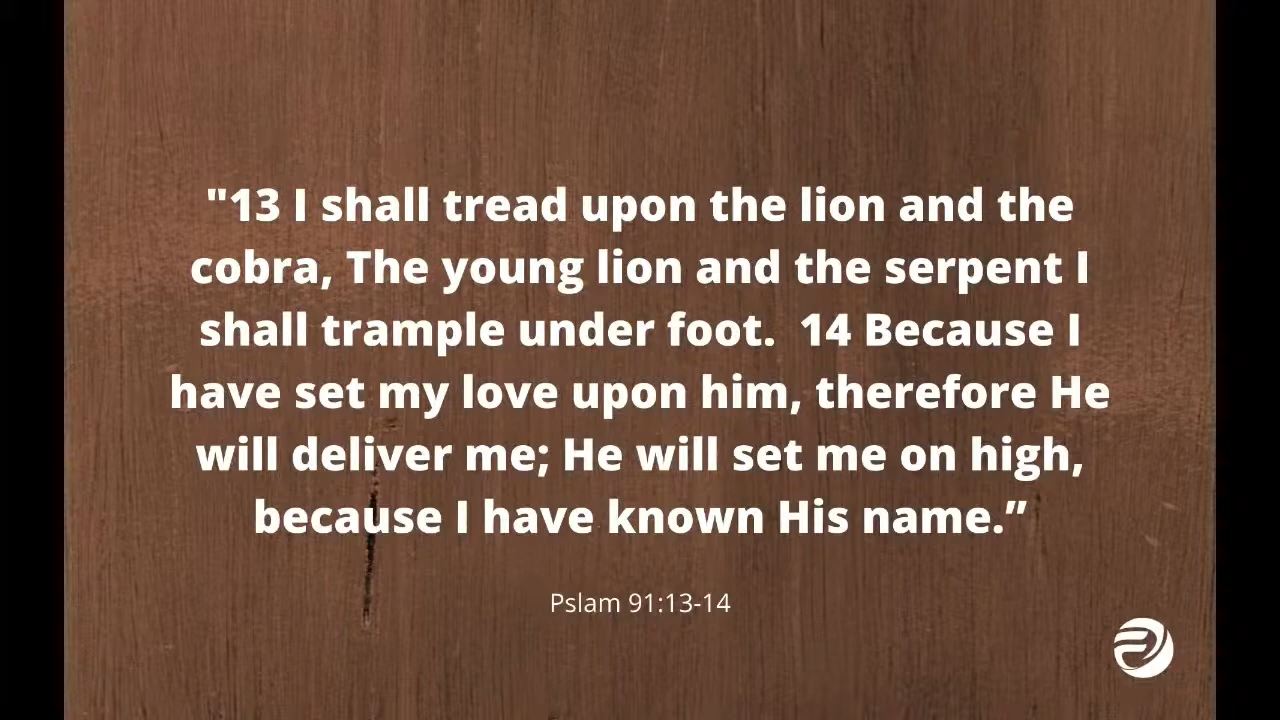 "13 I shall tread upon the lion and the
cobra, The young lion and the serpent I
shall trample under foot.  14 Because I
have set my love upon him, therefore He
will deliver me; He will set me on high,
because I have known His name.”
Pslam 91:13-14